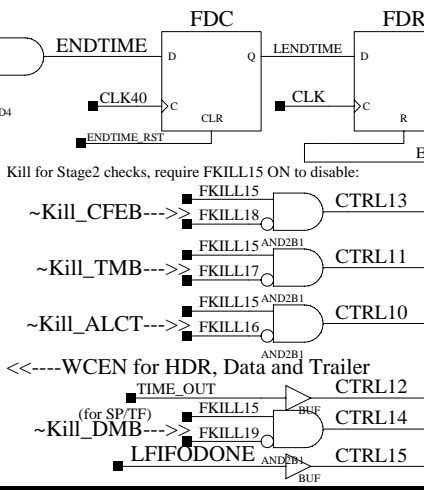 FDC
FDR
ENDTIME
D
Q
LENDTIME
D
D4
CLK40
C
CLK
C
CLR
R
ENDTIME_RST
E
Kill for Stage2 checks, require FKILL15 ON to disable:
FKILL15
CTRL13
~Kill_CFEB--->>
FKILL18
AND2B1
FKILL15
CTRL11
~Kill_TMB--->>
FKILL17
AND2B1
FKILL15
CTRL10
~Kill_ALCT--->>
FKILL16
AND2B1
<<----WCEN for HDR, Data and Trailer
TIME_OUT
CTRL12
BUF
(for SP/TF)
FKILL15
CTRL14
~Kill_DMB--->>
FKILL19
AND2B1
LFIFODONE
CTRL15
BUF